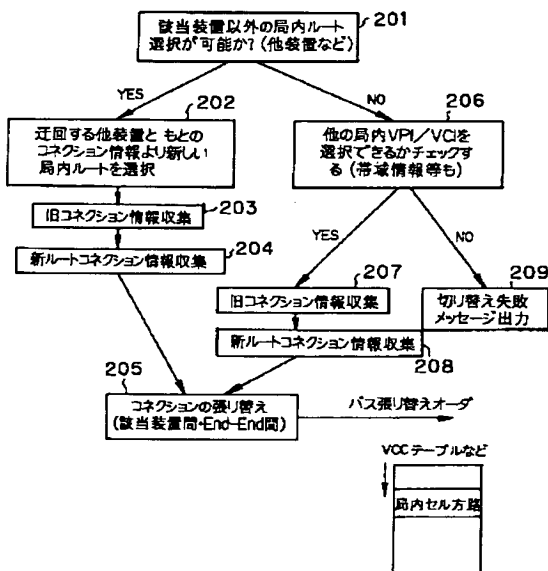 201
該当装置以外の局内ルート
選択が可能か?(他装置など)
YES
NO
202
迂回する他装置ともとの
コネクション情報より新しい
局内ルートを選択
206
他の局内VPI/VCIを
選択できるかチェックす
る(帯域情報等も)
203
旧コネクション情報収集
204
新ルートコネクション情報収集
YES
NO
207
旧コネクション情報収集
209
切り替え失敗
メッセージ出力
新ルートコネクション情報収集
208
205
コネクションの張り替え
(該当装置間・End-End間)
パス張り替えオーダ
VCCテーブルなど
局内セル方路